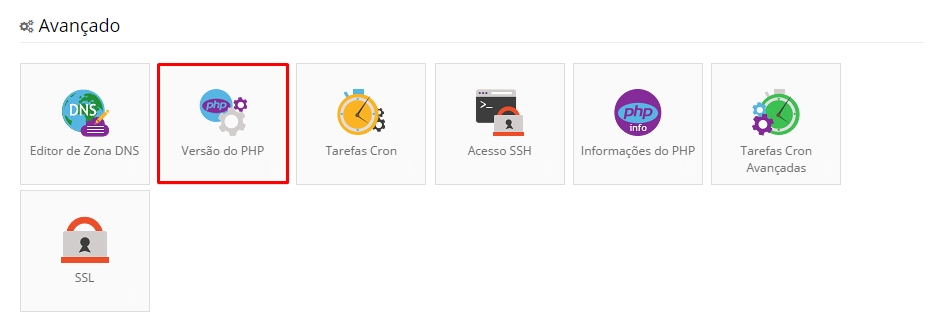 Avançado
DNS
php
>_
php
info
Editor de Zona DNS
Versão do PHP
Tarefas Cron
Acesso SSH
Informações do PHP
Tarefas Cron
Avançadas
SSL